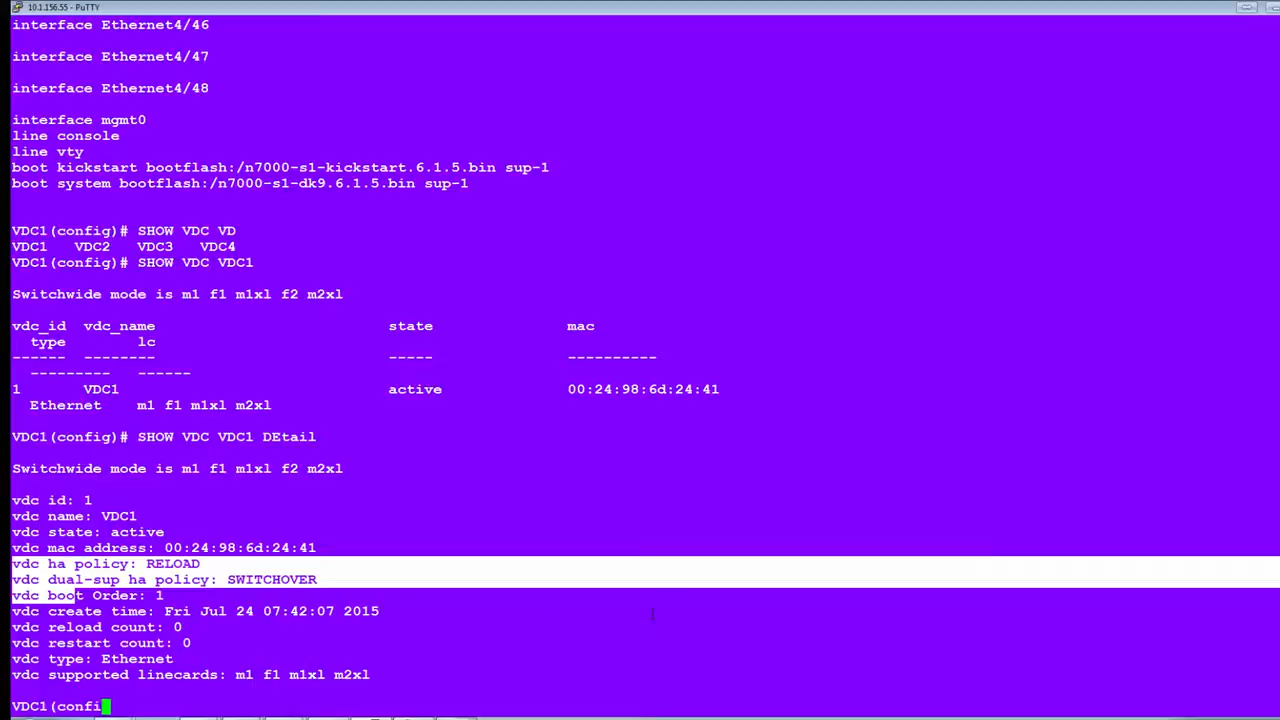 10.1.156.55 - PuTTY
interface Ethernet4/46
interface Ethernet4/47
interface Ethernet4/48
interface mgmt0
line console
line vty
boot kickstart bootflash:/n7000-s1-kickstart.6.1.5.bin sup-1
boot system bootflash:/n7000-s1-dk9.6.1.5.bin sup-1
VDC1(config)# SHOW VDC VD
VDC1   VDC2   VDC3   VDC4
VDC1(config)# SHOW VDC VDC1
Switchwide mode is m1 f1 m1xl f2 m2xl
vdc_id  vdc_name                          state               mac
  type        lc
------  --------                          -----               ----------
  ---------   ------
1       VDC1                              active              00:24:98:6d:24:41
  Ethernet    m1 f1 m1xl m2xl
VDC1(config)# SHOW VDC VDC1 DEtail
Switchwide mode is m1 f1 m1xl f2 m2xl
vdc id: 1
vdc name: VDC1
vdc state: active
vdc mac address: 00:24:98:6d:24:41
vdc ha policy: RELOAD
vdc dual-sup ha policy: SWITCHOVER
vdc boot Order: 1
vdc create time: Fri Jul 24 07:42:07 2015
vdc reload count: 0
vdc restart count: 0
vdc type: Ethernet
vdc supported linecards: m1 f1 m1xl m2xl
VDC1(confi